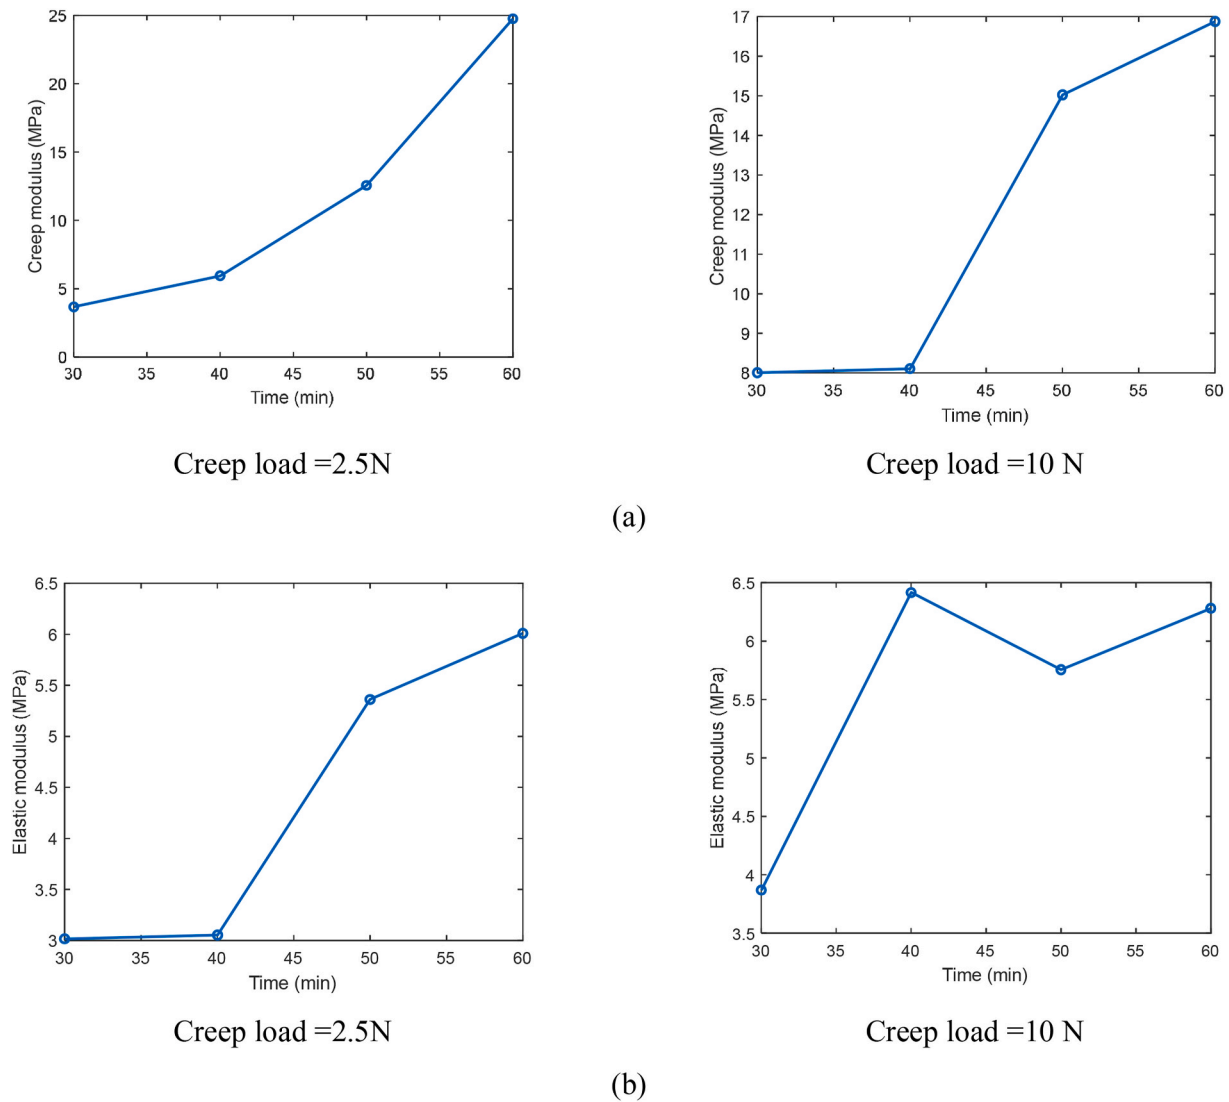 25
20
15
10
5
0
Creep modulus (MPa)
30 35 40 45 50 55 60
Time (min)
Creep load =2.5N
17
16
15
14
13
12
11
10
9
8
Creep modulus (MPa)
30 35 40 45 50 55 60
Time (min)
Creep load =10 N
(a)
6.5
6
5.5
5
4.5
4
3.5
3
Elastic modulus (MPa)
30 35 40 45 50 55 60
Time (min)
Creep load =2.5N
6.5
6
5.5
5
4.5
4
3.5
Elastic modulus (MPa)
30 35 40 45 50 55 60
Time (min)
Creep load =10 N
(b)